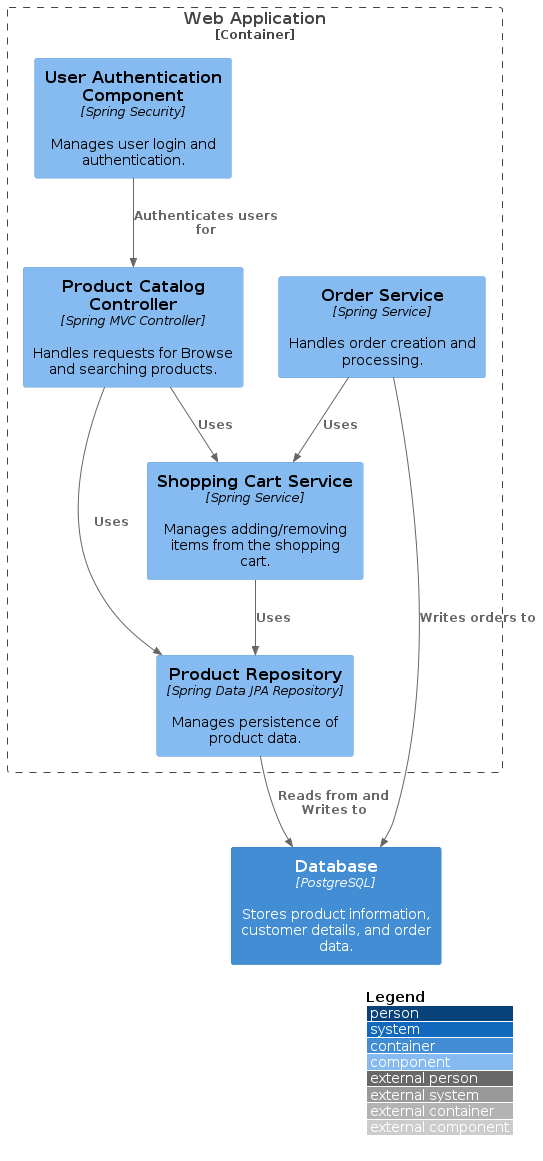 Web Application
[Container]
User Authentication
Component
[Spring Security]
Manages user login and
authentication.
Authenticates users
for
Product Catalog
Controller
[Spring MVC Controller]
Handles requests for Browse
and searching products.
Order Service
[Spring Service]
Handles order creation and
processing.
Uses
Uses
Shopping Cart Service
[Spring Service]
Manages adding/removing
items from the shopping
cart.
Uses
Uses
Writes orders to
Product Repository
[Spring Data JPA Repository]
Manages persistence of
product data.
Reads from and
Writes to
Database
[PostgreSQL]
Stores product information,
customer details, and order
data.
Legend
person
system
container
component
external person
external system
external container
external component